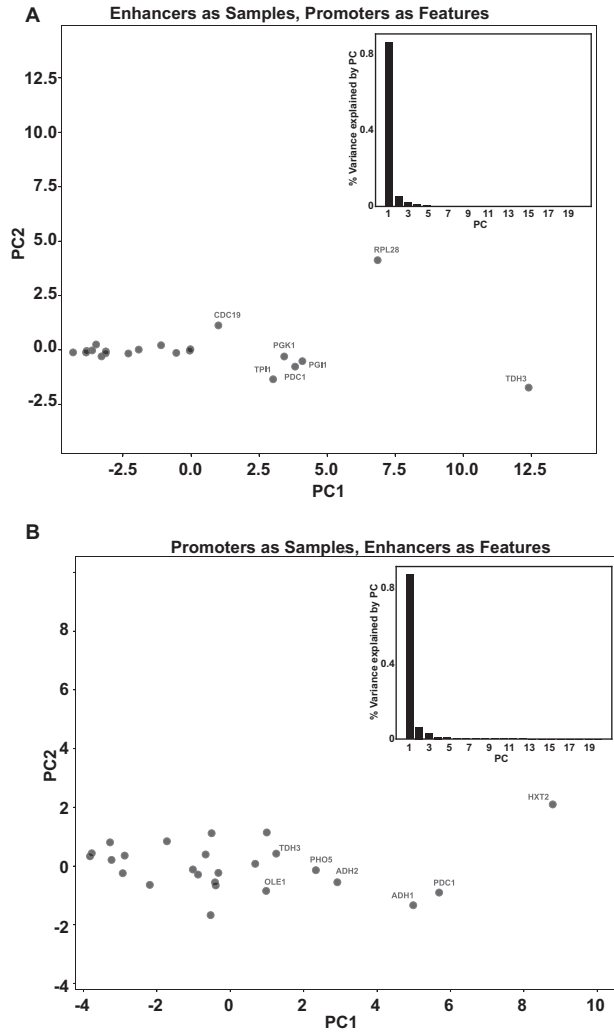 A
Enhancers as Samples, Promoters as Features
12.5
10.0
7.5
5.0
2.5
0.0
-2.5
PC2
-2.5
0.0
2.5
5.0
7.5
10.0
12.5
PC1
CDC19
RPL28
PGK1
TPI1
PDC1
PGI1
TDH3
% Variance explained by PC
0.8
0.4
0
1 3 5 7 9 11 13 15 17 19
PC
B
Promoters as Samples, Enhancers as Features
8
6
4
2
0
-2
-4
PC2
-4
-2
0
2
4
6
8
10
PC1
TDH3
OLE1
PHO5
ADH2
ADH1
PDC1
HXT2
% Variance explained by PC
0.8
0.4
0
1 3 5 7 9 11 13 15 17 19
PC